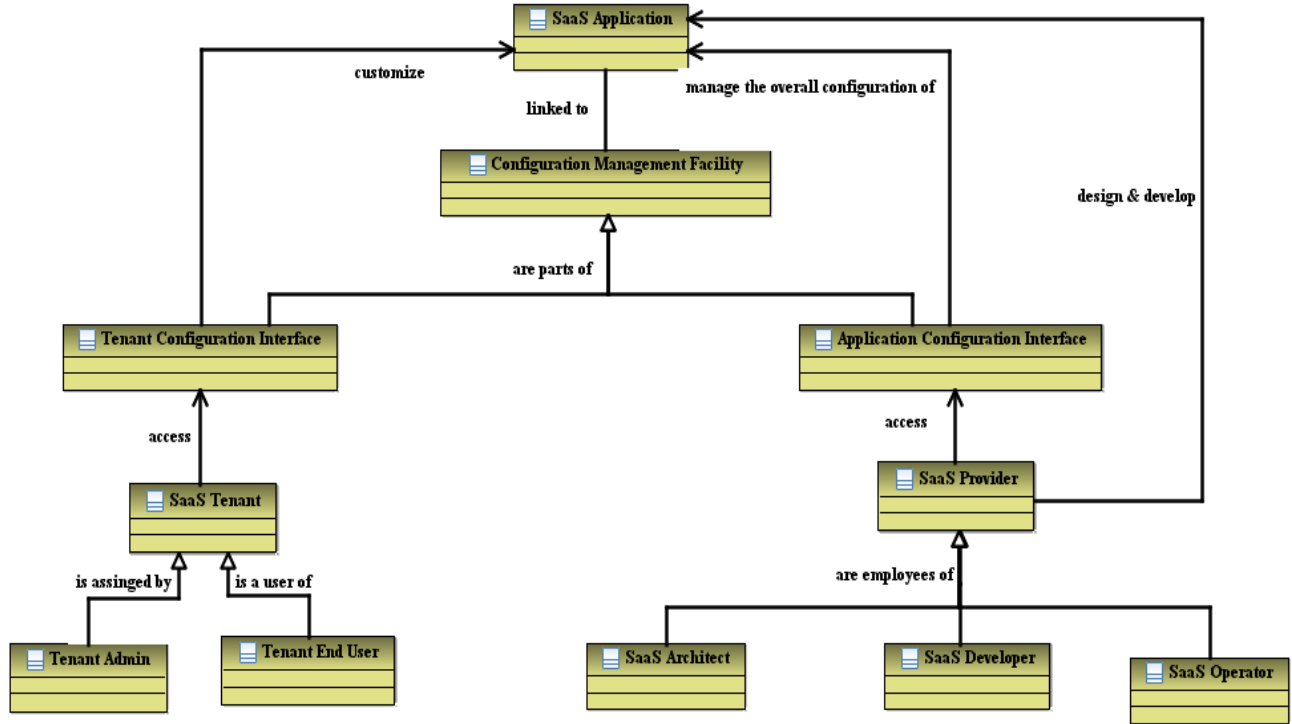 SaaS Application
customize
manage the overall configuration of
linked to
Configuration Management Facility
design & develop
are parts of
Tenant Configuration Interface
Application Configuration Interface
access
access
SaaS Provider
SaaS Tenant
are employees of
is assinged by
is a user of
Tenant Admin
Tenant End User
SaaS Architect
SaaS Developer
SaaS Operator